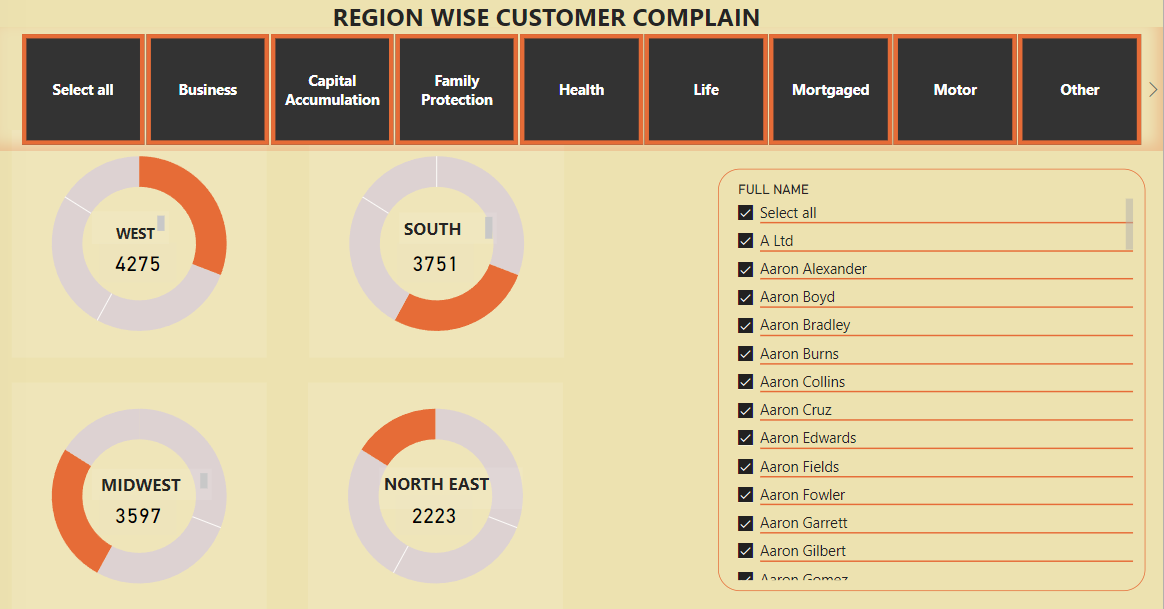 REGION WISE CUSTOMER COMPLAIN
Select all
Business
Capital
Accumulation
Family
Protection
Health
Life
Mortgaged
Motor
Other
WEST
4275
SOUTH
3751
MIDWEST
3597
NORTH EAST
2223
FULL NAME
Select all
A Ltd
Aaron Alexander
Aaron Boyd
Aaron Bradley
Aaron Burns
Aaron Collins
Aaron Cruz
Aaron Edwards
Aaron Fields
Aaron Fowler
Aaron Garrett
Aaron Gilbert
Aaron Gomez